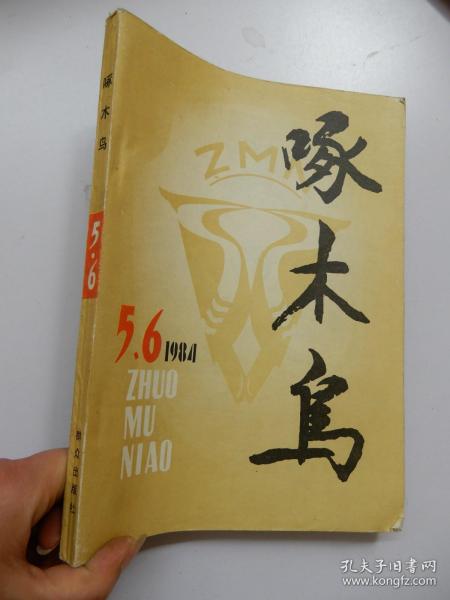 啄木鸟
5·6
群众出版社
ZMN
啄木鸟
5.6 1984
ZHUO
MU
NIAO
孔夫子旧书网
www.kongfz.com